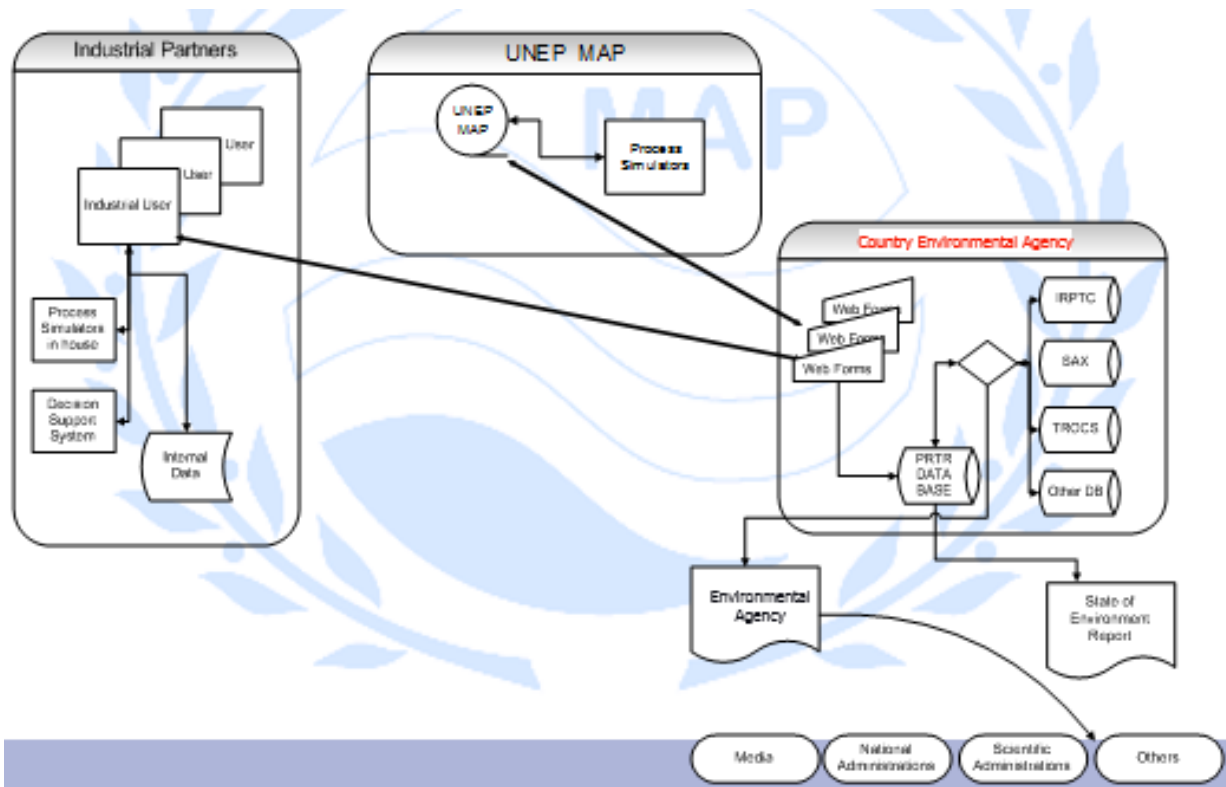 Industrial Partners
UNEP MAP
MAP
UNEP
MAP
Process
Simulators
User
User
Industrial User
Process
Simulators
in house
Decision
Support
System
Internal
Data
Country Environmental Agency
Web Forms
Web Forms
Web Forms
IRPTC
SAX
TROCS
Other DB
PRTR
DATA
BASE
Environmental
Agency
State of
Environment
Report
Media
National
Administrations
Scientific
Administrations
Others